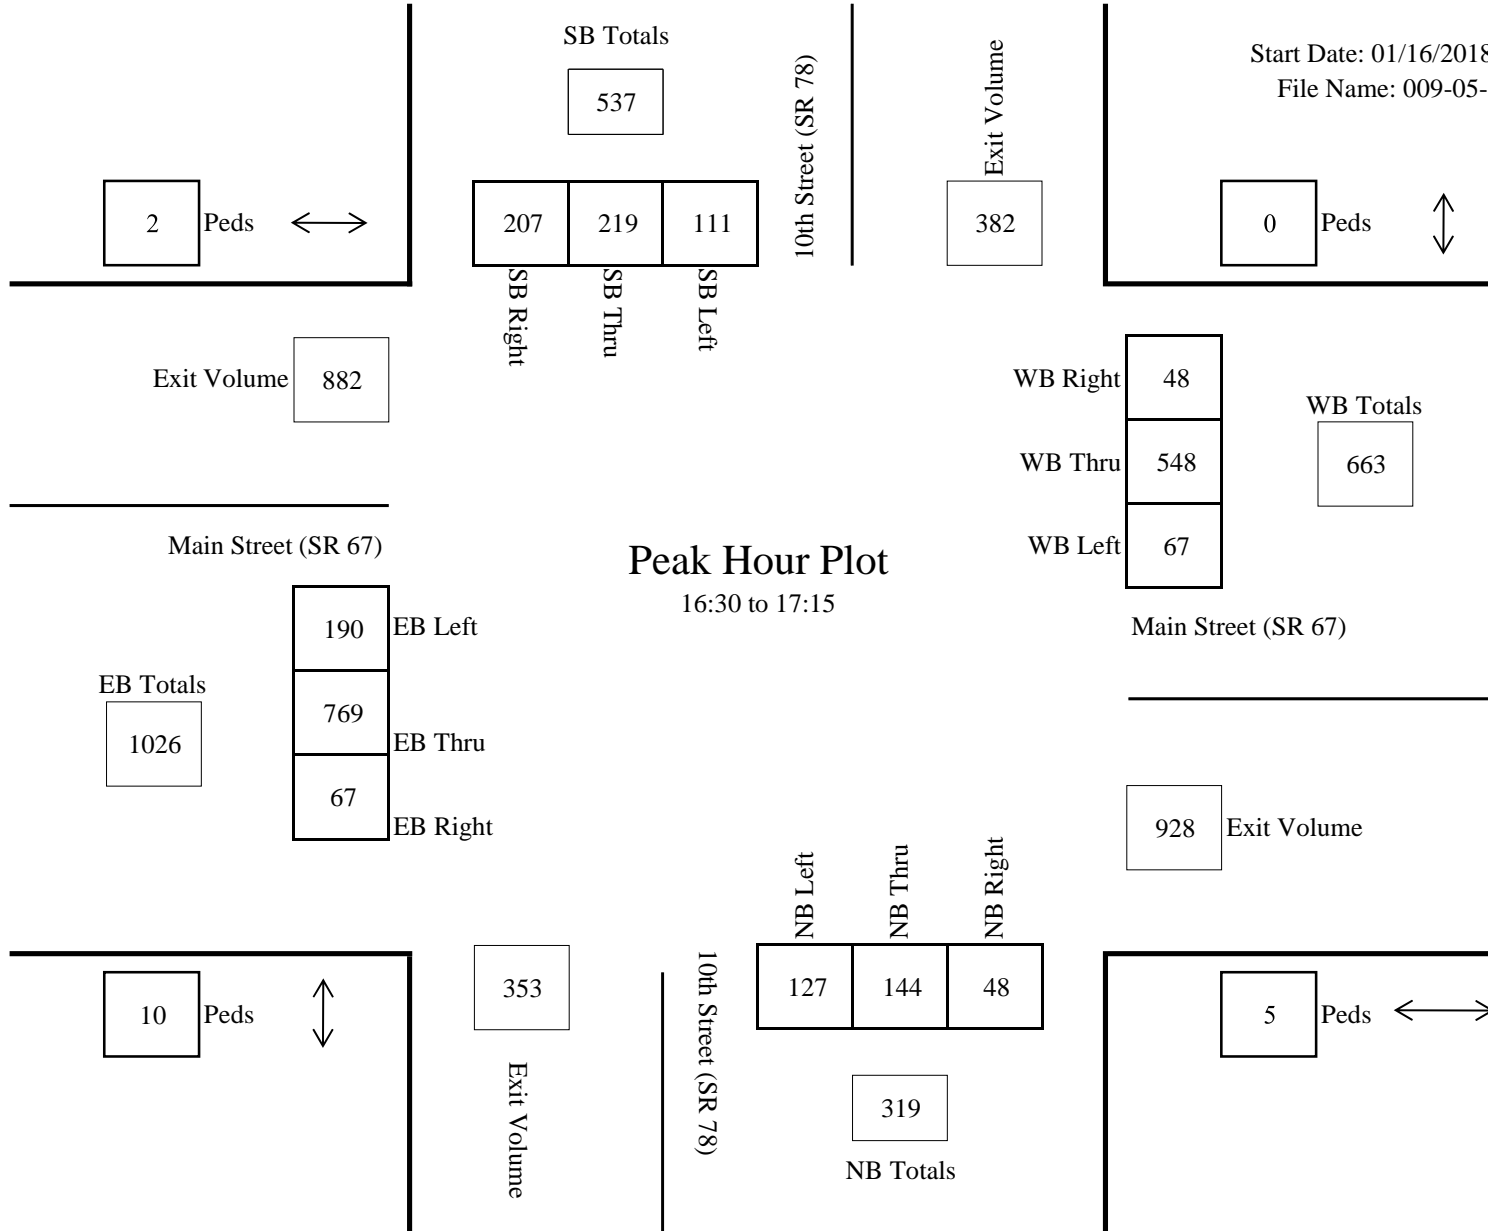 SB Totals
537
10th Street (SR 78)
Exit Volume
382
Start Date: 01/16/2018
File Name: 009-05-
2 Peds
207 219 111
SB Right SB Thru SB Left
0 Peds
Exit Volume 882
WB Right 48
WB Thru 548
WB Left 67
WB Totals
663
Main Street (SR 67)
Peak Hour Plot
16:30 to 17:15
Main Street (SR 67)
190 EB Left
769 EB Thru
67 EB Right
EB Totals
1026
928 Exit Volume
NB Left NB Thru NB Right
127 144 48
353
Exit Volume
10th Street (SR 78)
10 Peds
5 Peds
319
NB Totals